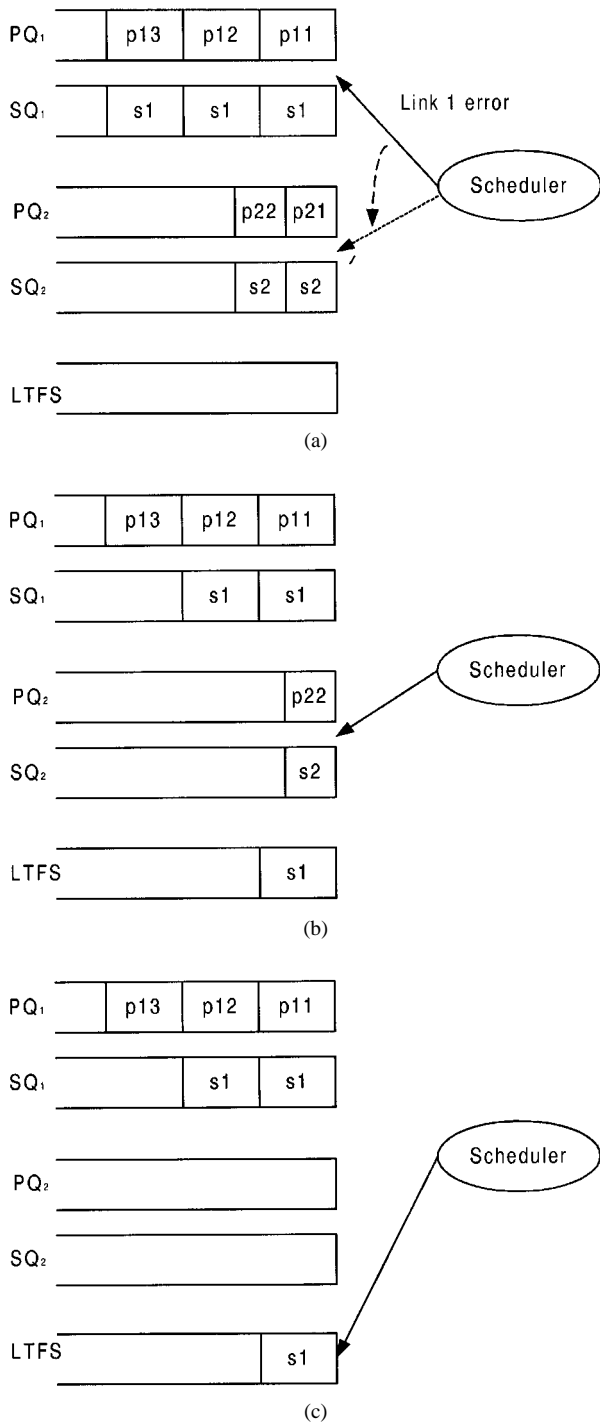 PQ₁ p13 p12 p11
Link 1 error
SQ₁ s1 s1 s1
Scheduler
PQ₂ p22 p21
SQ₂ s2 s2
LTFS
(a)
PQ₁ p13 p12 p11
SQ₁ s1 s1
Scheduler
PQ₂ p22
SQ₂ s2
LTFS s1
(b)
PQ₁ p13 p12 p11
SQ₁ s1 s1
Scheduler
PQ₂
SQ₂
LTFS s1
(c)